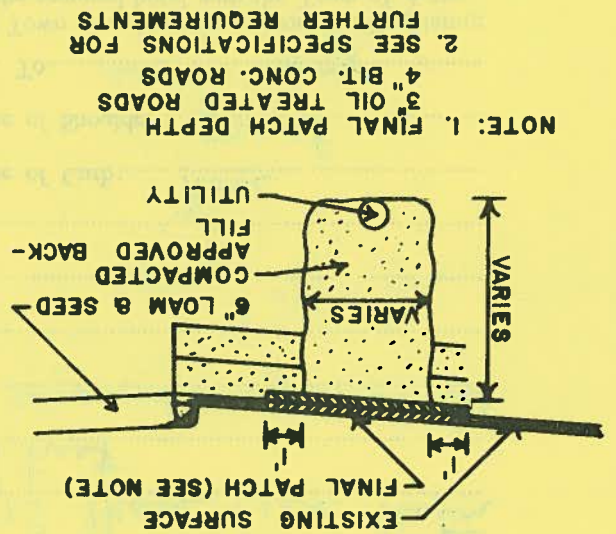 EXISTING SURFACE
FINAL PATCH (SEE NOTE)
1'
1'
VARIES
VARIES
6" LOAM & SEED
COMPACTED
APPROVED BACK-
FILL
UTILITY
NOTE: 1. FINAL PATCH DEPTH
3" OIL TREATED ROADS
4" BIT. CONC. ROADS
2. SEE SPECIFICATIONS FOR
FURTHER REQUIREMENTS